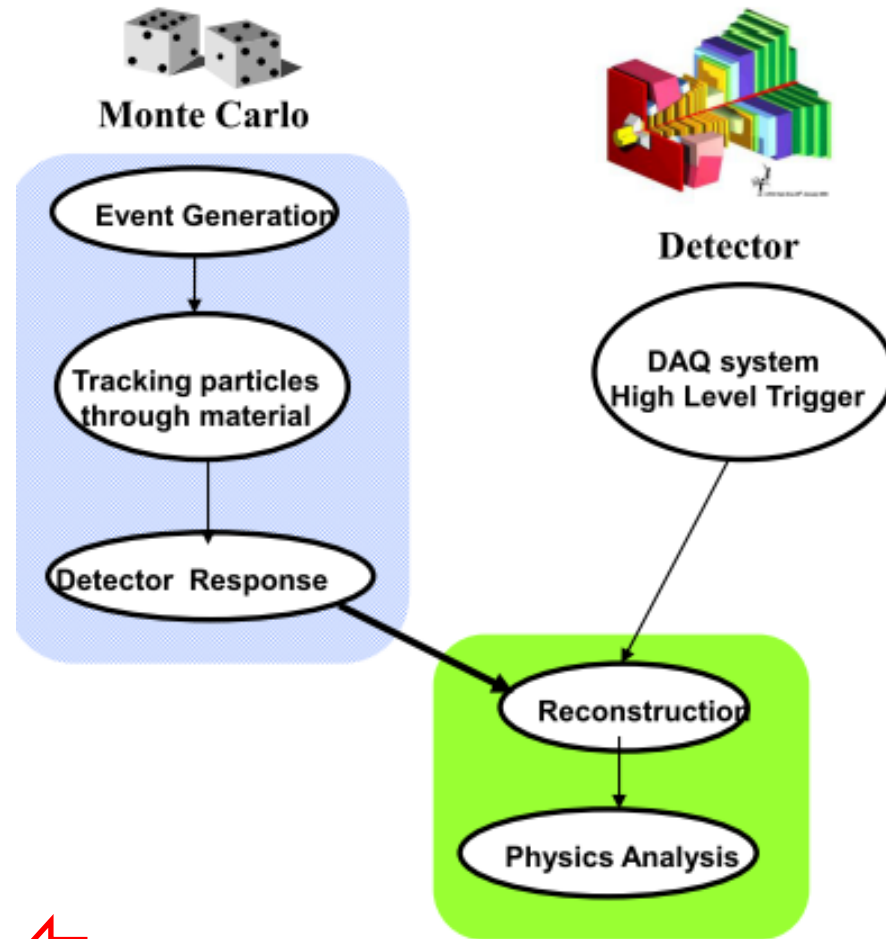 Monte Carlo
Event Generation
Tracking particles
through material
Detector Response
Detector
DAQ system
High Level Trigger
Reconstruction
Physics Analysis